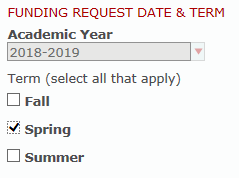 FUNDING REQUEST DATE & TERM
Academic Year
2018-2019
Term (select all that apply)
Fall
Spring
Summer